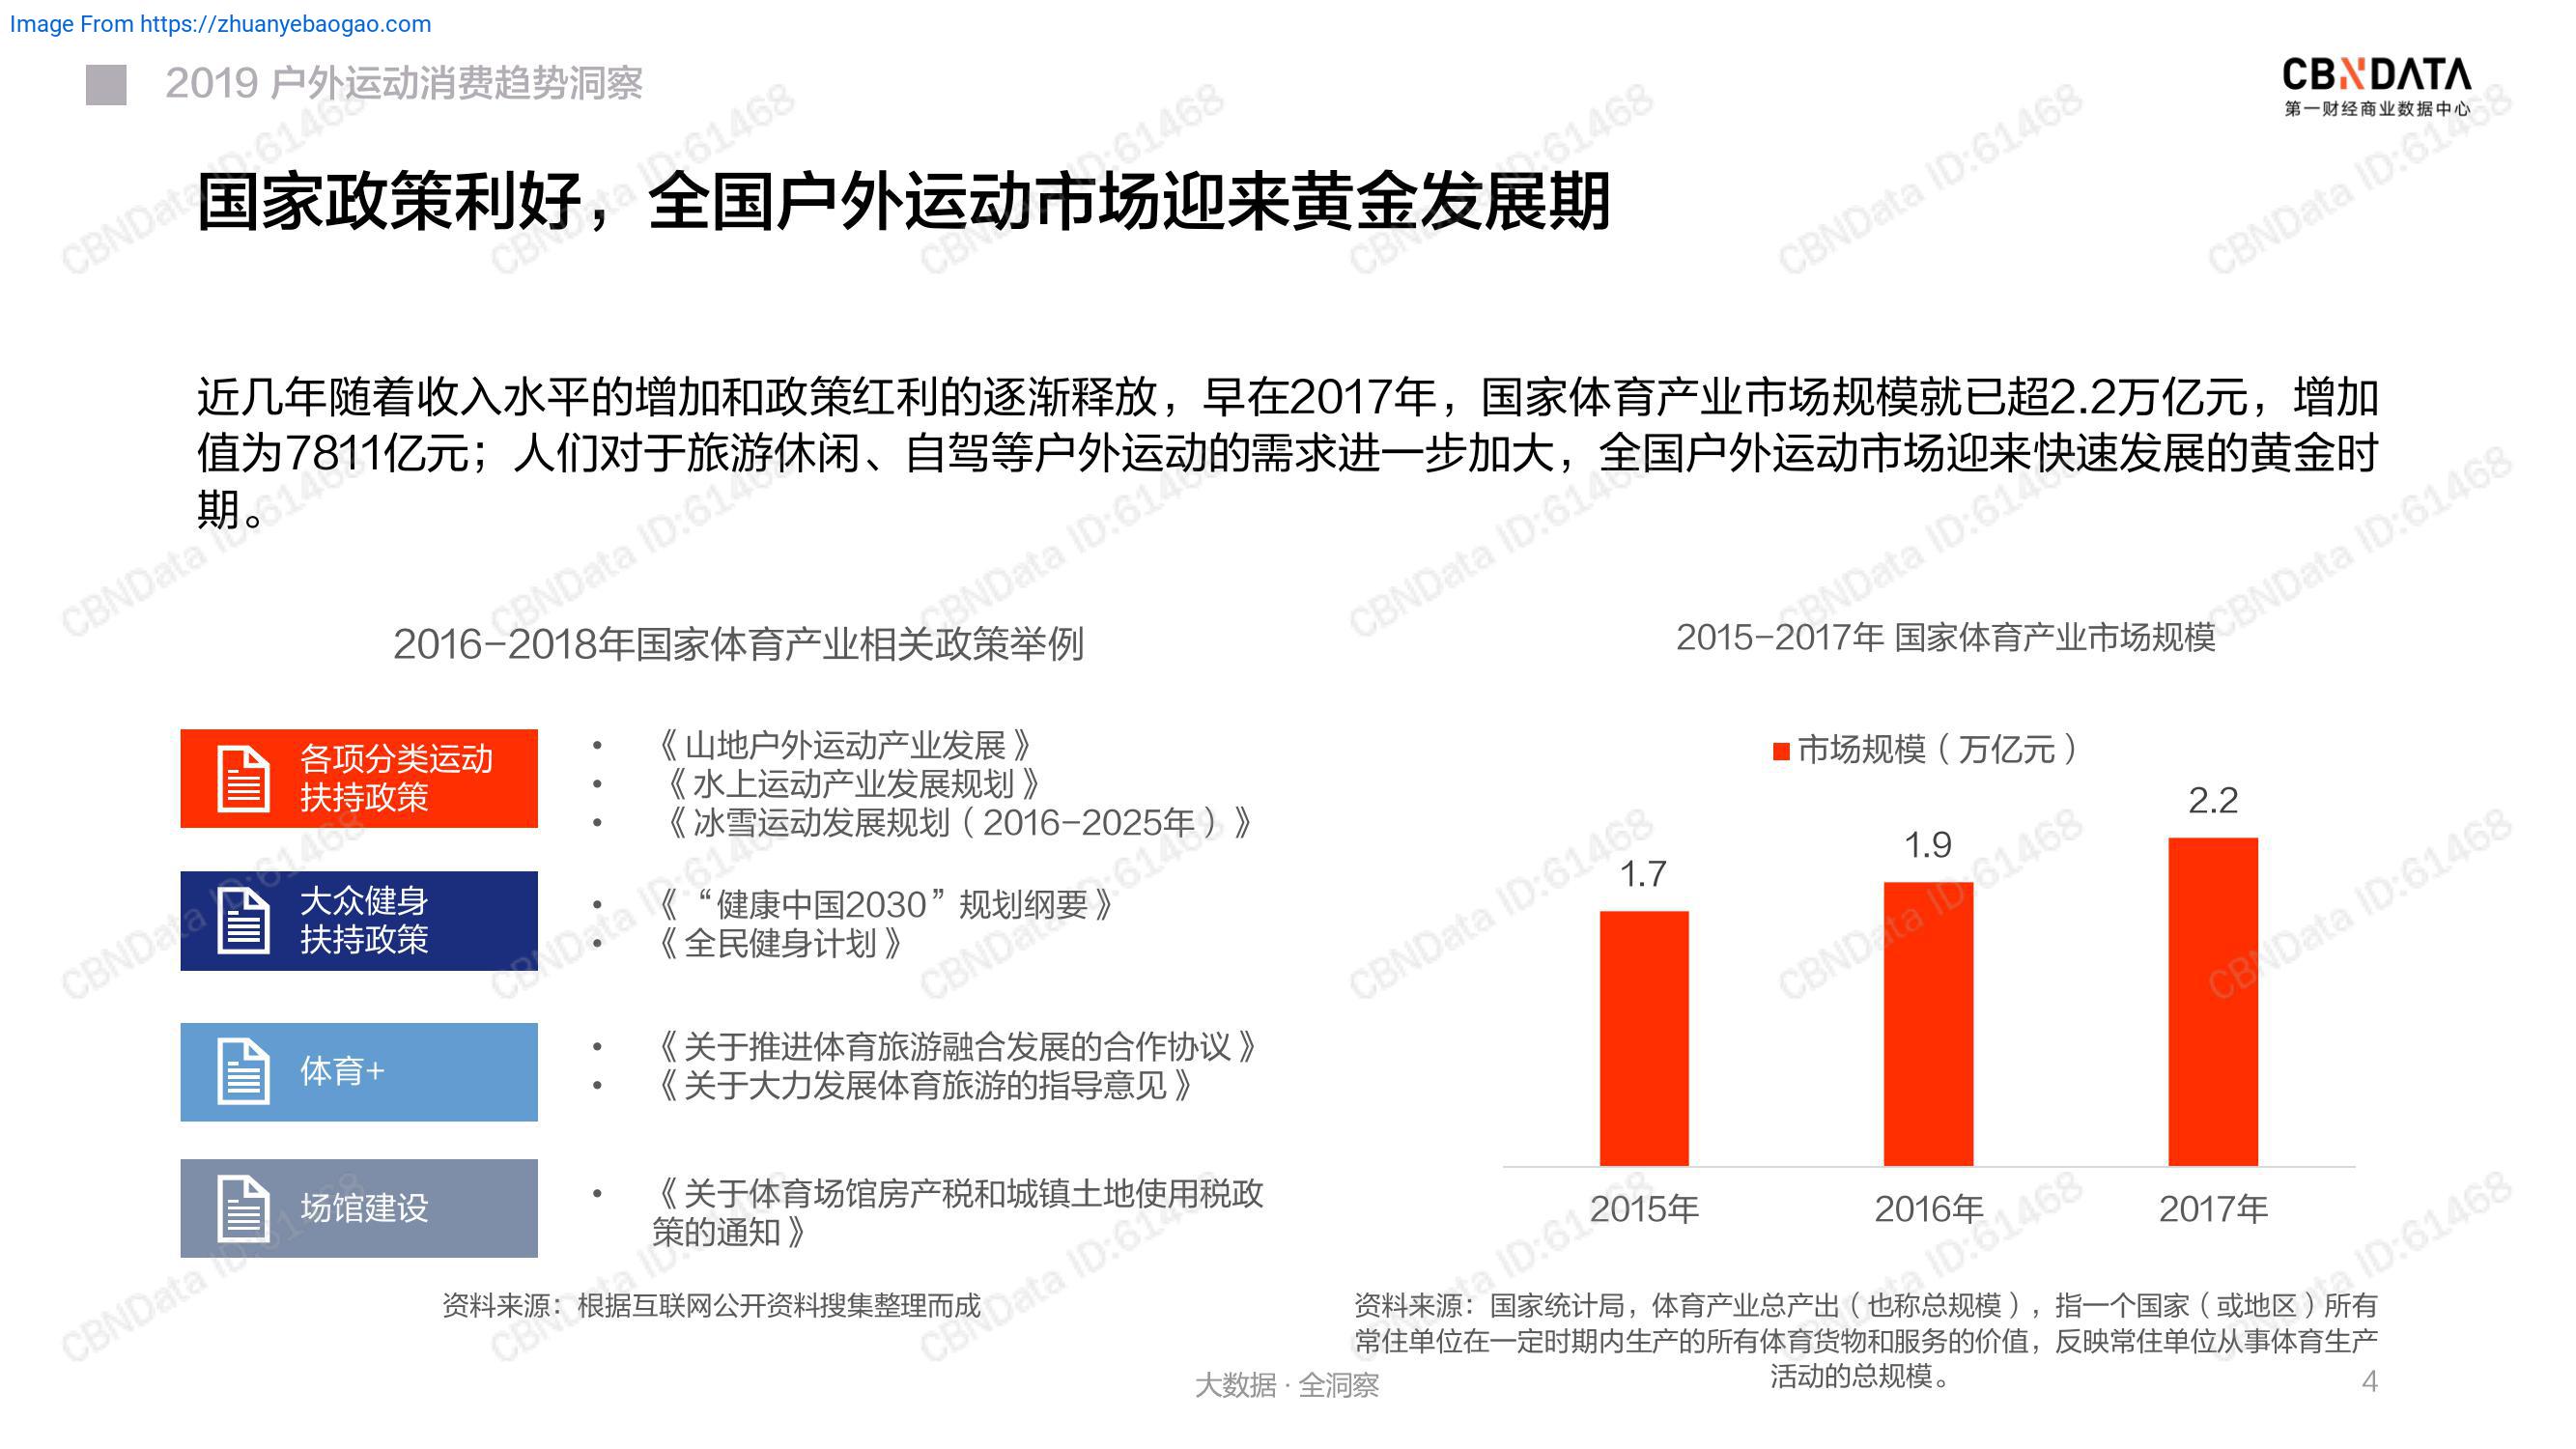 Image From https://zhuanyebaogao.com
2019 户外运动消费趋势洞察
CBNDATA
第一财经商业数据中心
国家政策利好，全国户外运动市场迎来黄金发展期
近几年随着收入水平的增加和政策红利的逐渐释放，早在2017年，国家体育产业市场规模就已超2.2万亿元，增加
值为7811亿元；人们对于旅游休闲、自驾等户外运动的需求进一步加大，全国户外运动市场迎来快速发展的黄金时
期。
2016-2018年国家体育产业相关政策举例
各项分类运动
扶持政策
• 《山地户外运动产业发展》
• 《水上运动产业发展规划》
• 《冰雪运动发展规划（2016-2025年）》
大众健身
扶持政策
• 《“健康中国2030”规划纲要》
• 《全民健身计划》
体育+
• 《关于推进体育旅游融合发展的合作协议》
• 《关于大力发展体育旅游的指导意见》
场馆建设
• 《关于体育场馆房产税和城镇土地使用税政
策的通知》
资料来源：根据互联网公开资料搜集整理而成
2015-2017年 国家体育产业市场规模
市场规模（万亿元）
1.7
1.9
2.2
2015年
2016年
2017年
资料来源：国家统计局，体育产业总产出（也称总规模），指一个国家（或地区）所有
常住单位在一定时期内生产的所有体育货物和服务的价值，反映常住单位从事体育生产
活动的总规模。
大数据 · 全洞察
4
CBNData ID:61468